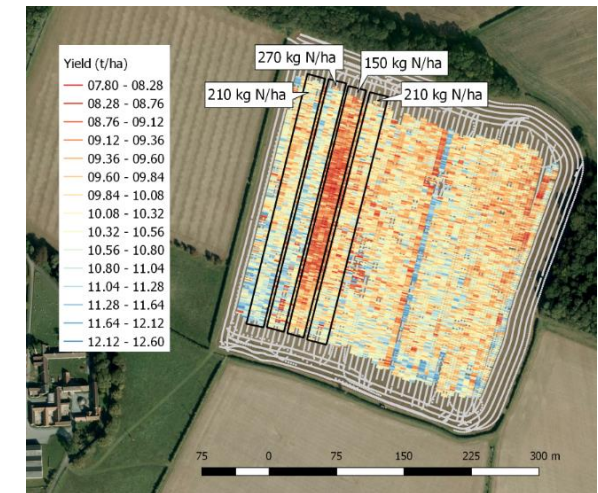 270 kg N/ha
150 kg N/ha
210 kg N/ha
210 kg N/ha
Yield (t/ha)
07.80 - 08.28
08.28 - 08.76
08.76 - 09.12
09.12 - 09.36
09.36 - 09.60
09.60 - 09.84
09.84 - 10.08
10.08 - 10.32
10.32 - 10.56
10.56 - 10.80
10.80 - 11.04
11.04 - 11.28
11.28 - 11.64
11.64 - 12.12
12.12 - 12.60
75 0 75 150 225 300 m